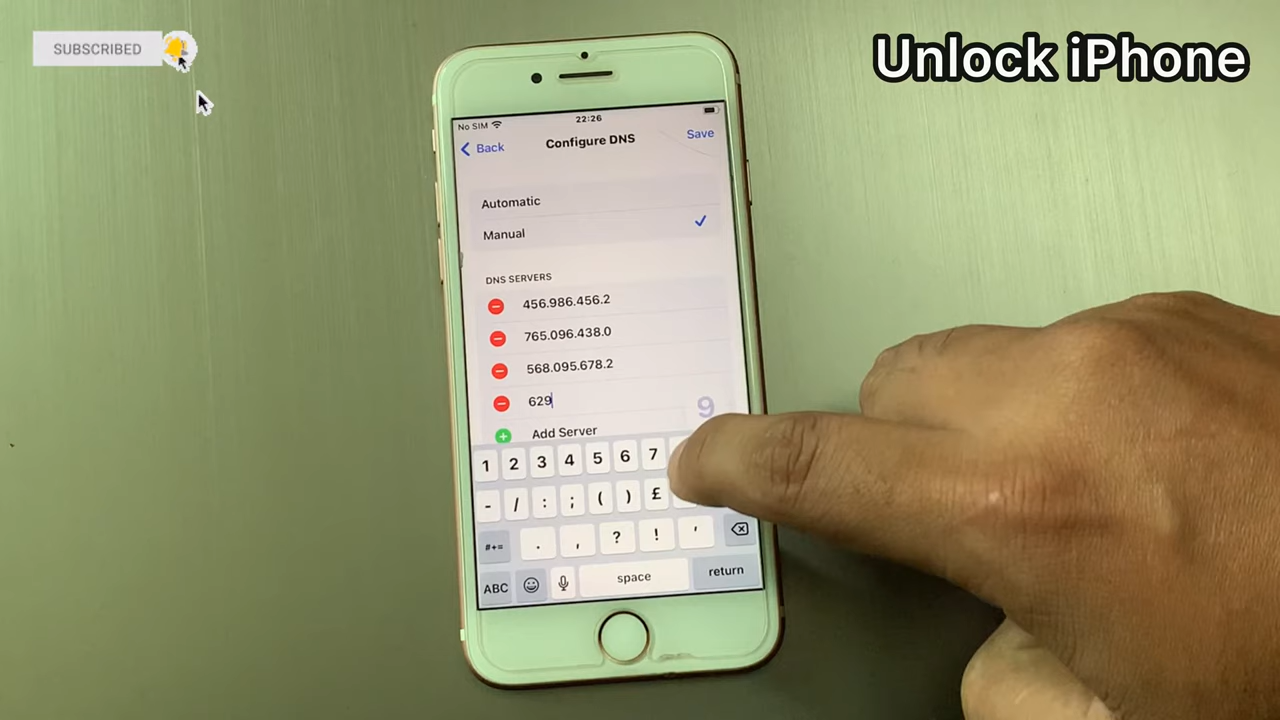 SUBSCRIBED
Unlock iPhone
No SIM
22:26
Back
Configure DNS
Save
Automatic
Manual
DNS SERVERS
456.986.456.2
765.096.438.0
568.095.678.2
629
9
Add Server
1 2 3 4 5 6 7
- / : ; ( ) £
#+= . , ? ! '
ABC
space
return